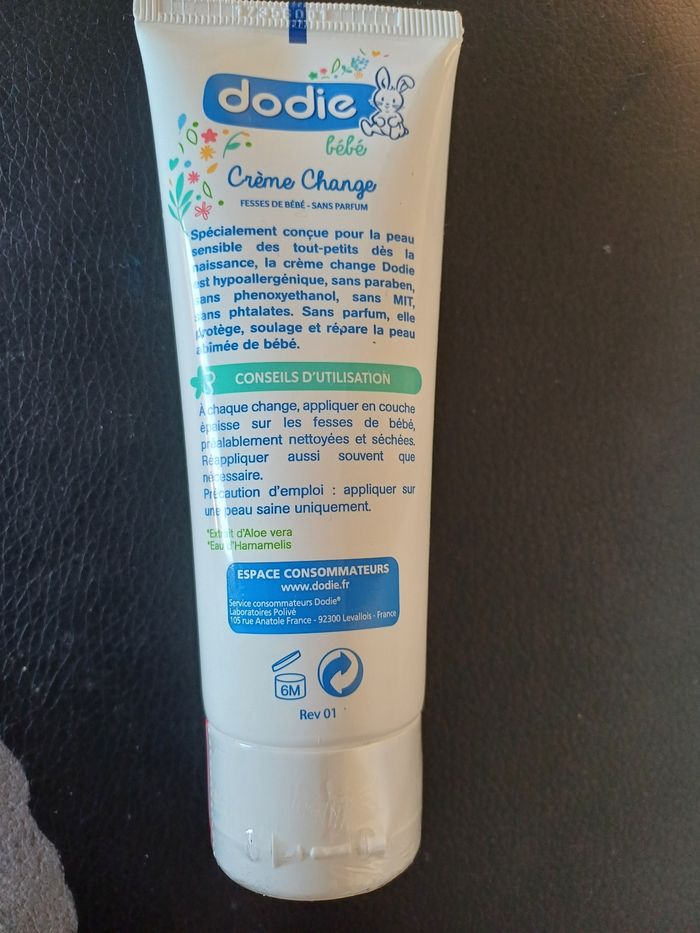 dodie
bébé
Crème Change
FESSES DE BÉBÉ - SANS PARFUM
Spécialement conçue pour la peau
sensible des tout-petits dès la
naissance, la crème change Dodie
est hypoallergénique, sans paraben,
sans phenoxyethanol, sans MIT,
sans phtalates. Sans parfum, elle
protège, soulage et répare la peau
abîmée de bébé.
CONSEILS D'UTILISATION
À chaque change, appliquer en couche
épaisse sur les fesses de bébé,
préalablement nettoyées et séchées.
Réappliquer aussi souvent que
nécessaire.
Précaution d'emploi : appliquer sur
une peau saine uniquement.
*Extrait d'Aloe vera
*Eau d'Hamamelis
ESPACE CONSOMMATEURS
www.dodie.fr
Service consommateurs Dodie®
Laboratoires Polivé
105 rue Anatole France - 92300 Levallois - France
6M
Rev 01